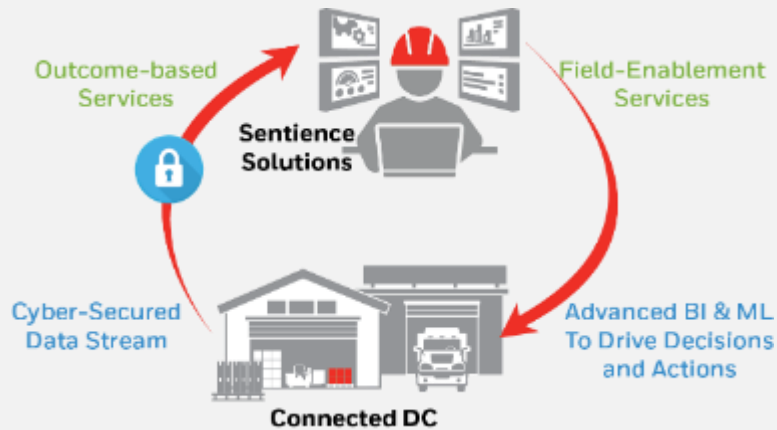 Outcome-based
Services
Field-Enablement
Services
Sentience
Solutions
Cyber-Secured
Data Stream
Advanced BI & ML
To Drive Decisions
and Actions
Connected DC